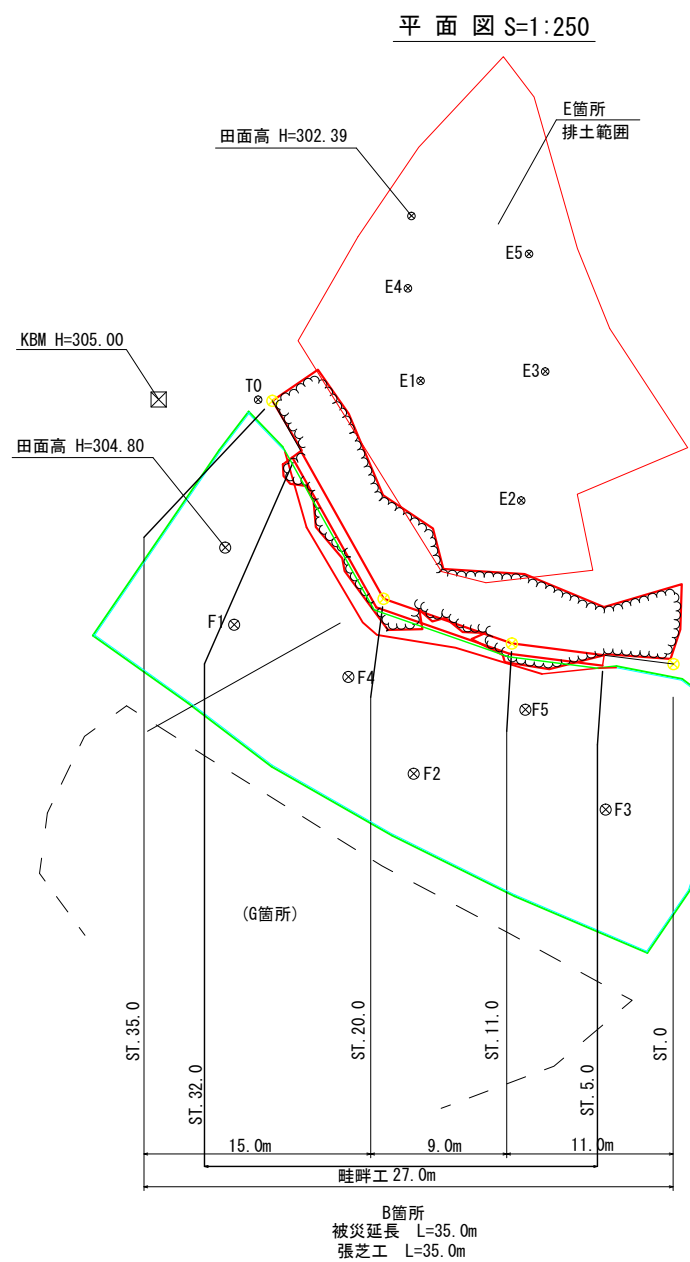 平 面 図 S=1:250
E箇所
排土範囲
田面高 H=302.39
E5
E4
KBM H=305.00
T0
E1
E3
田面高 H=304.80
E2
F1
F4
F5
F2
F3
(G箇所)
ST.35.0
ST.32.0
ST.20.0
ST.11.0
ST.5.0
ST.0
15.0m
9.0m
11.0m
畦畔工 27.0m
B箇所
被災延長 L=35.0m
張芝工 L=35.0m